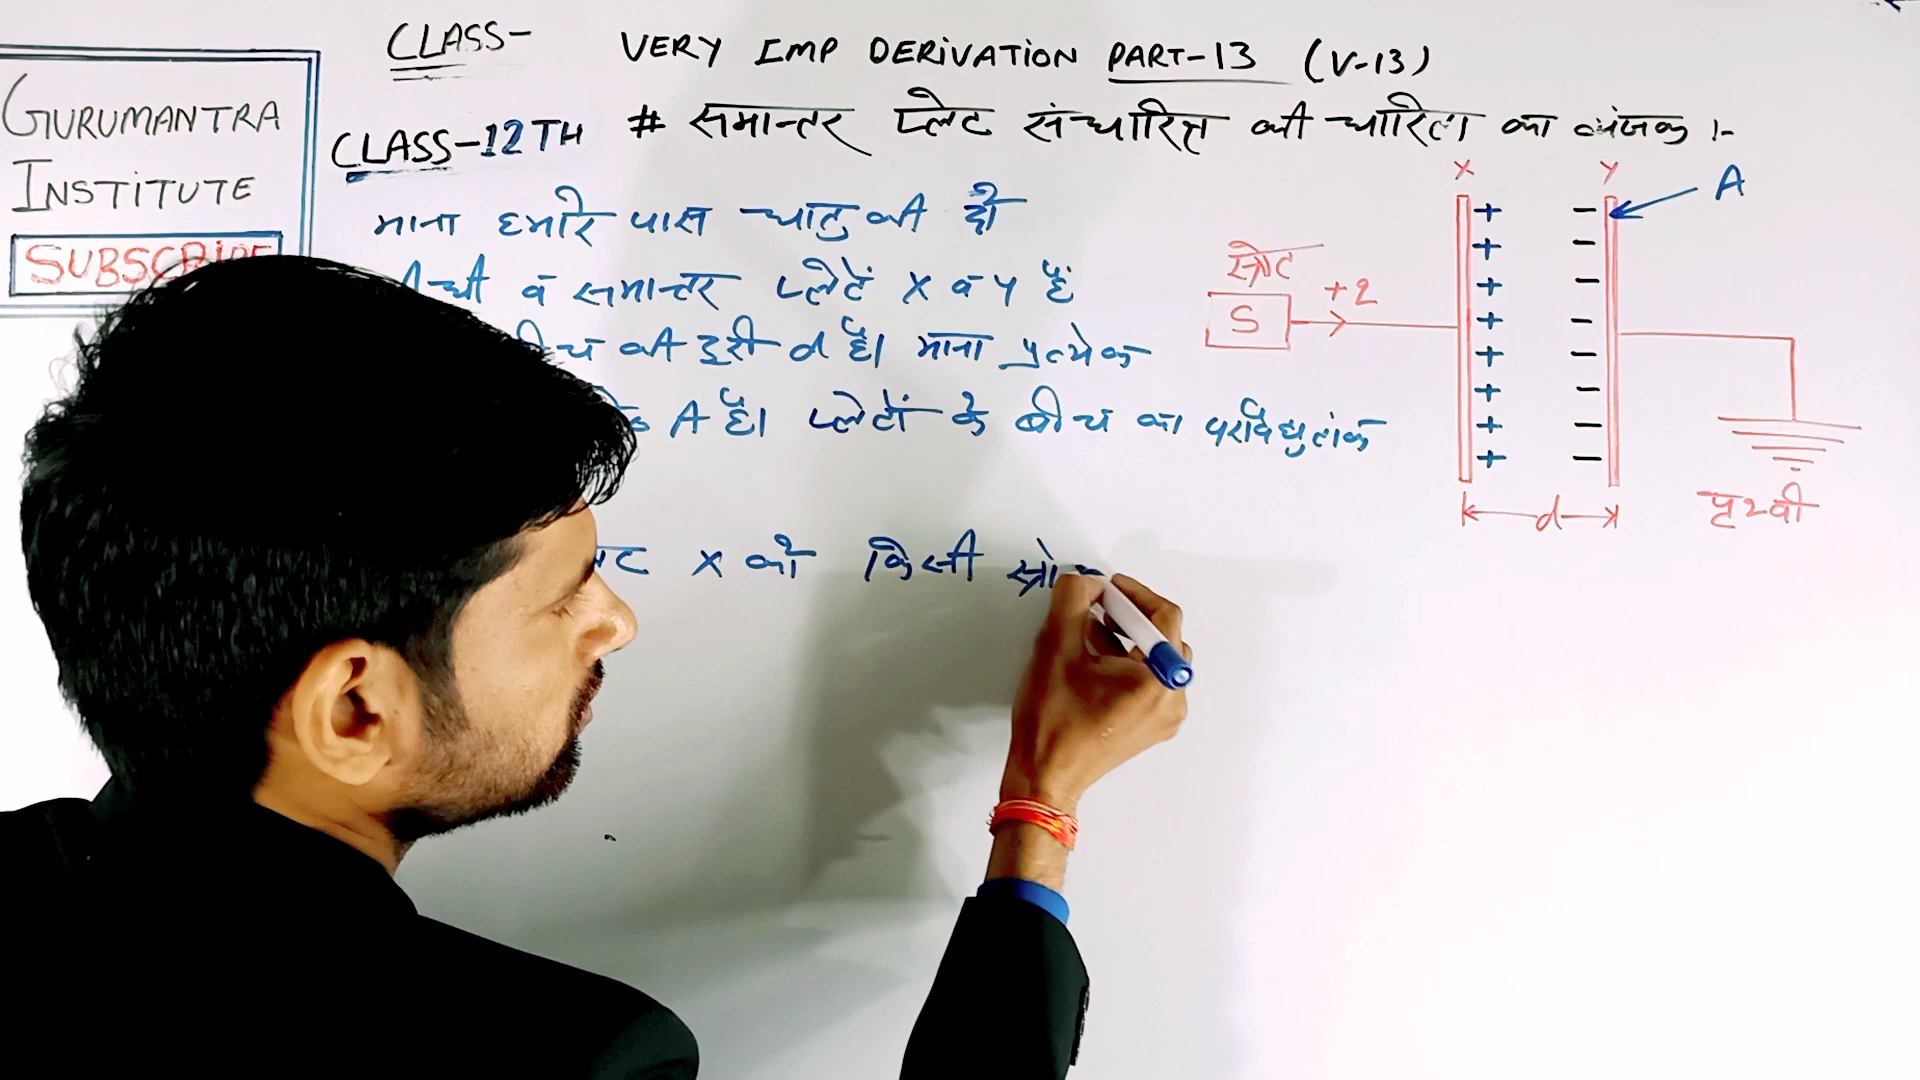 CLASS- VERY IMP DERIVATION PART-13 (V-13)
GURUMANTRA
INSTITUTE
SUBSCRIBE
CLASS-12TH # समान्तर प्लेट संधारित्र की धारिता का व्यंजक :-
माना हमारे पास धातु की दो
व समान्तर प्लेटें X व Y हैं
की दूरी d है। माना प्रत्येक
A है। प्लेटों के बीच का परावैद्युतांक
X को किसी
X Y A
स्त्रोत
S +q
+ + + + + + + +
- - - - - - - -
d
पृथ्वी